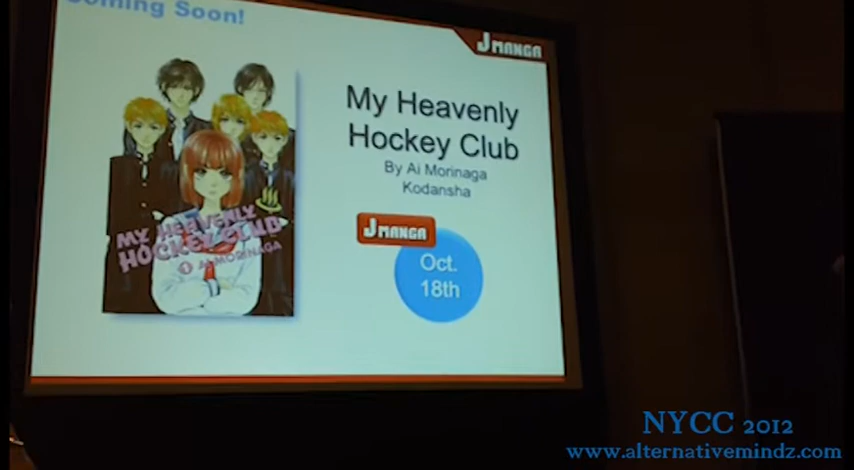 Coming Soon!
JMANGA
My Heavenly
Hockey Club
By Ai Morinaga
Kodansha
JMANGA
Oct.
18th
MY HEAVENLY
HOCKEY CLUB
1 AI MORINAGA
NYCC 2012
www.alternativemindz.com